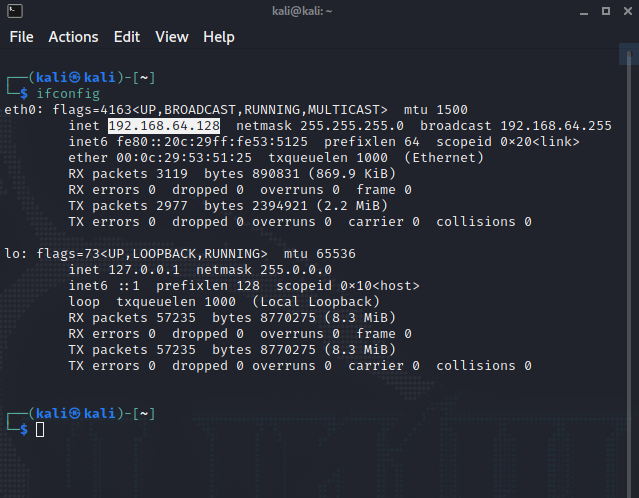 kali@kali: ~
File Actions Edit View Help
┌──(kali㉿kali)-[~]
└─$ ifconfig
eth0: flags=4163<UP,BROADCAST,RUNNING,MULTICAST>  mtu 1500
        inet 192.168.64.128  netmask 255.255.255.0  broadcast 192.168.64.255
        inet6 fe80::20c:29ff:fe53:5125  prefixlen 64  scopeid 0×20<link>
        ether 00:0c:29:53:51:25  txqueuelen 1000  (Ethernet)
        RX packets 3119  bytes 890831 (869.9 KiB)
        RX errors 0  dropped 0  overruns 0  frame 0
        TX packets 2977  bytes 2394921 (2.2 MiB)
        TX errors 0  dropped 0 overruns 0  carrier 0  collisions 0
lo: flags=73<UP,LOOPBACK,RUNNING>  mtu 65536
        inet 127.0.0.1  netmask 255.0.0.0
        inet6 ::1  prefixlen 128  scopeid 0×10<host>
        loop  txqueuelen 1000  (Local Loopback)
        RX packets 57235  bytes 8770275 (8.3 MiB)
        RX errors 0  dropped 0  overruns 0  frame 0
        TX packets 57235  bytes 8770275 (8.3 MiB)
        TX errors 0  dropped 0 overruns 0  carrier 0  collisions 0
┌──(kali㉿kali)-[~]
└─$